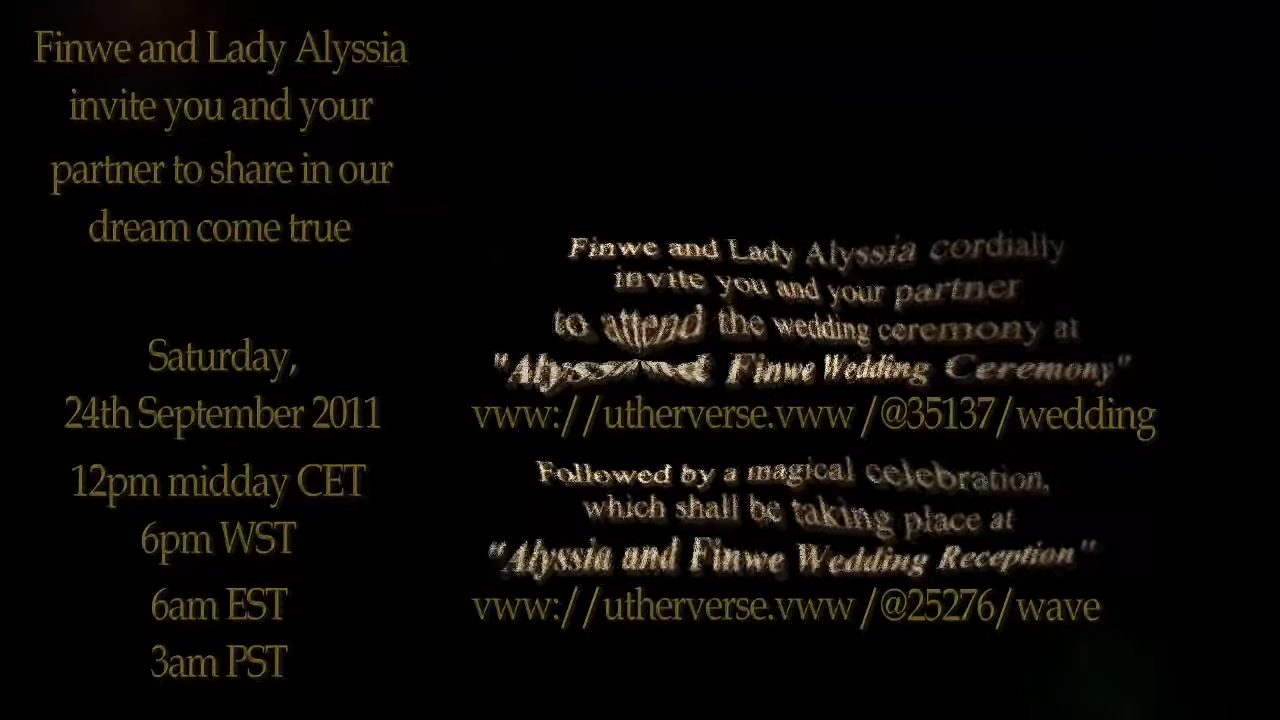 Finwe and Lady Alyssia
invite you and your
partner to share in our
dream come true
Saturday,
24th September 2011
12pm midday CET
6pm WST
6am EST
3am PST
Finwe and Lady Alyssia cordially
invite you and your partner
to attend the wedding ceremony at
"Alyssia and Finwe Wedding Ceremony"
vww://utherverse.vww/@35137/wedding
Followed by a magical celebration,
which shall be taking place at
"Alyssia and Finwe Wedding Reception"
vww://utherverse.vww/@25276/wave